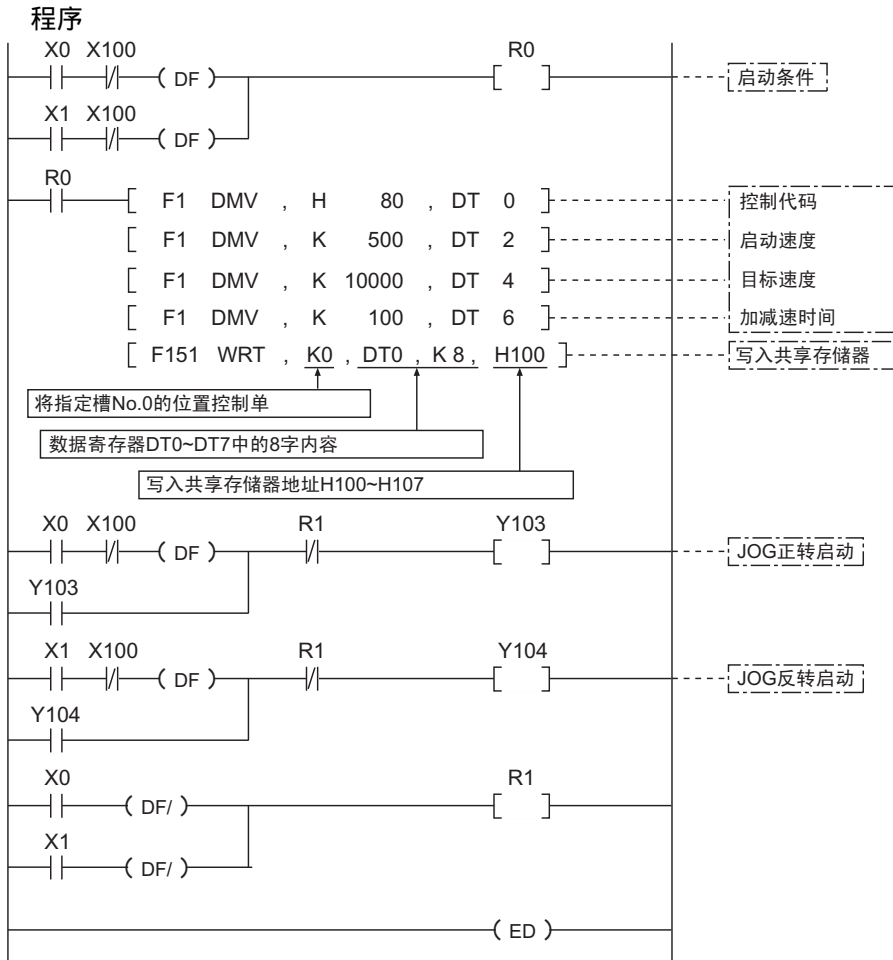 程序
X0 X100 R0
( DF ) [ ] 启动条件
X1 X100
( DF )
R0
[ F1 DMV , H 80 , DT 0 ] 控制代码
[ F1 DMV , K 500 , DT 2 ] 启动速度
[ F1 DMV , K 10000 , DT 4 ] 目标速度
[ F1 DMV , K 100 , DT 6 ] 加减速时间
[ F151 WRT , K0 , DT0 , K 8 , H100 ] 写入共享存储器
将指定槽No.0的位置控制单
数据寄存器DT0~DT7中的8字内容
写入共享存储器地址H100~H107
X0 X100 R1 Y103
( DF ) [ ] JOG正转启动
Y103
X1 X100 R1 Y104
( DF ) [ ] JOG反转启动
Y104
X0 R1
( DF/ ) [ ]
X1
( DF/ )
( ED )